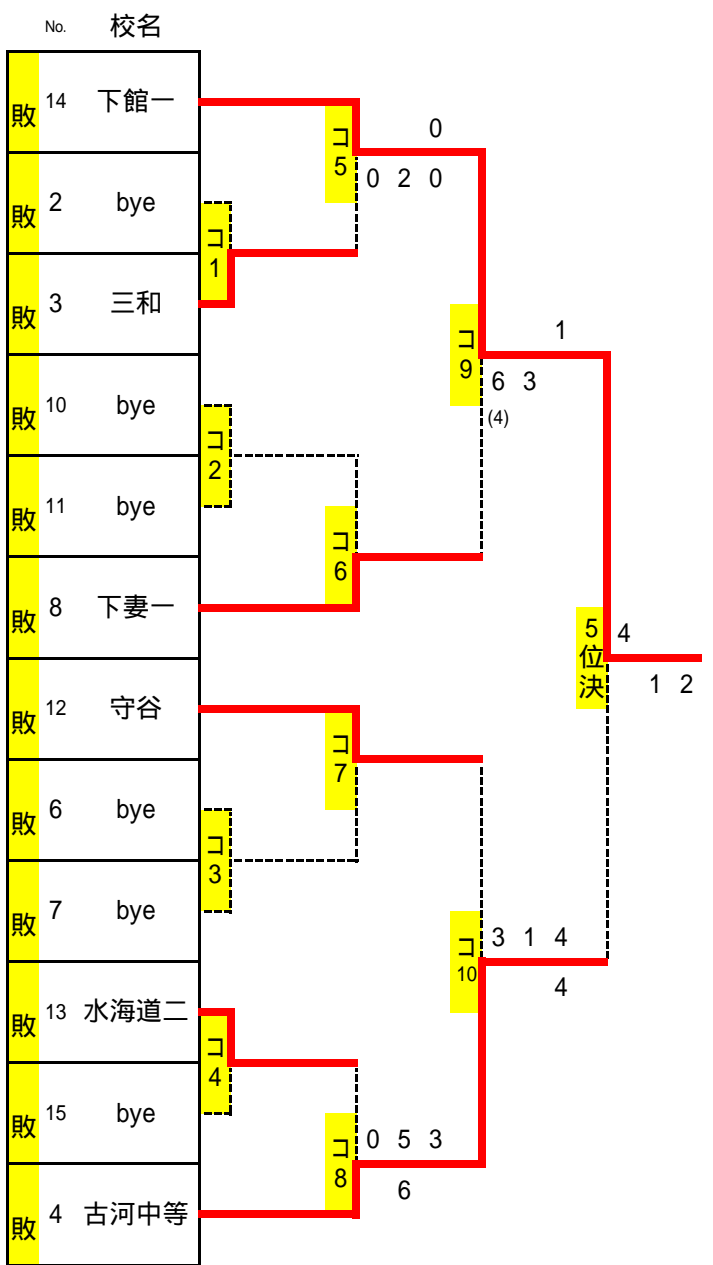 No. 校名
敗 14 下館一
敗 2 bye
敗 3 三和
敗 10 bye
敗 11 bye
敗 8 下妻一
敗 12 守谷
敗 6 bye
敗 7 bye
敗 13 水海道二
敗 15 bye
敗 4 古河中等
コ1
コ2
コ3
コ4
コ5
0
0 2 0
コ6
コ7
コ8
0 5 3
6
コ9
1
6 3
(4)
コ10
3 1 4
4
5位決
4
1 2